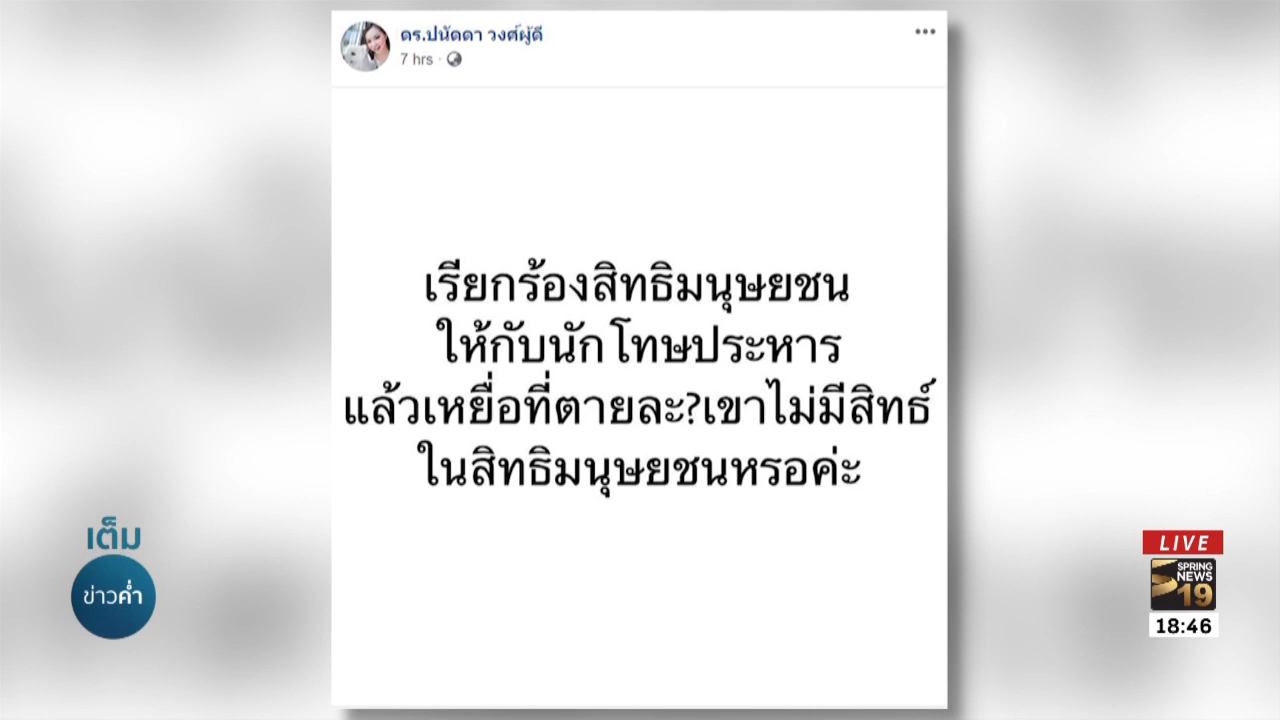 ดร.ปนัดดา วงศ์ผู้ดี
7 hrs ·
เรียกร้องสิทธิมนุษยชน
ให้กับนักโทษประหาร
แล้วเหยื่อที่ตายละ?เขาไม่มีสิทธ์
ในสิทธิมนุษยชนหรอค่ะ
เต็ม
ข่าวค่ำ
LIVE
SPRING
NEWS
19
18:46